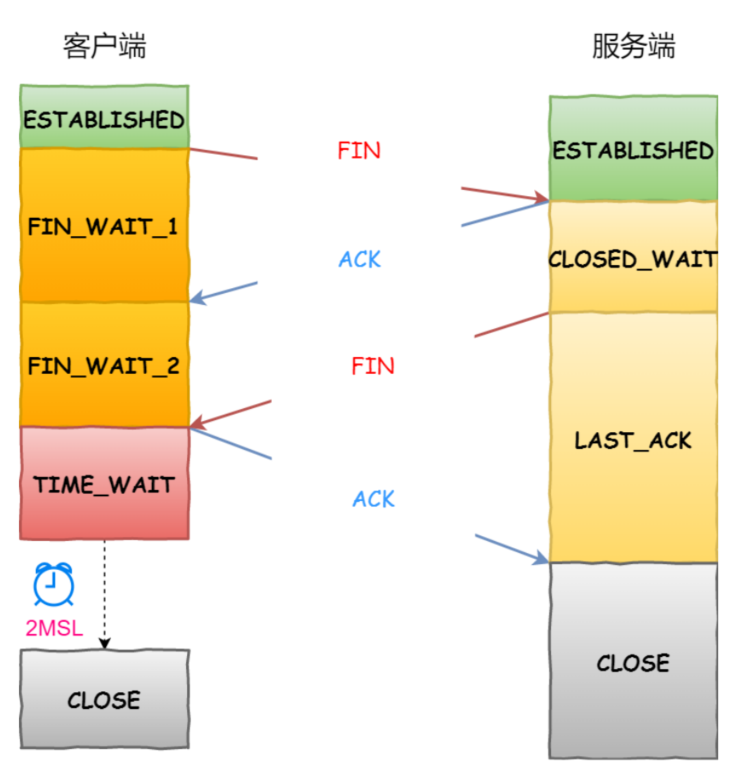 客户端
服务端
ESTABLISHED
FIN
ESTABLISHED
FIN_WAIT_1
ACK
CLOSED_WAIT
FIN_WAIT_2
FIN
LAST_ACK
TIME_WAIT
ACK
2MSL
CLOSE
CLOSE